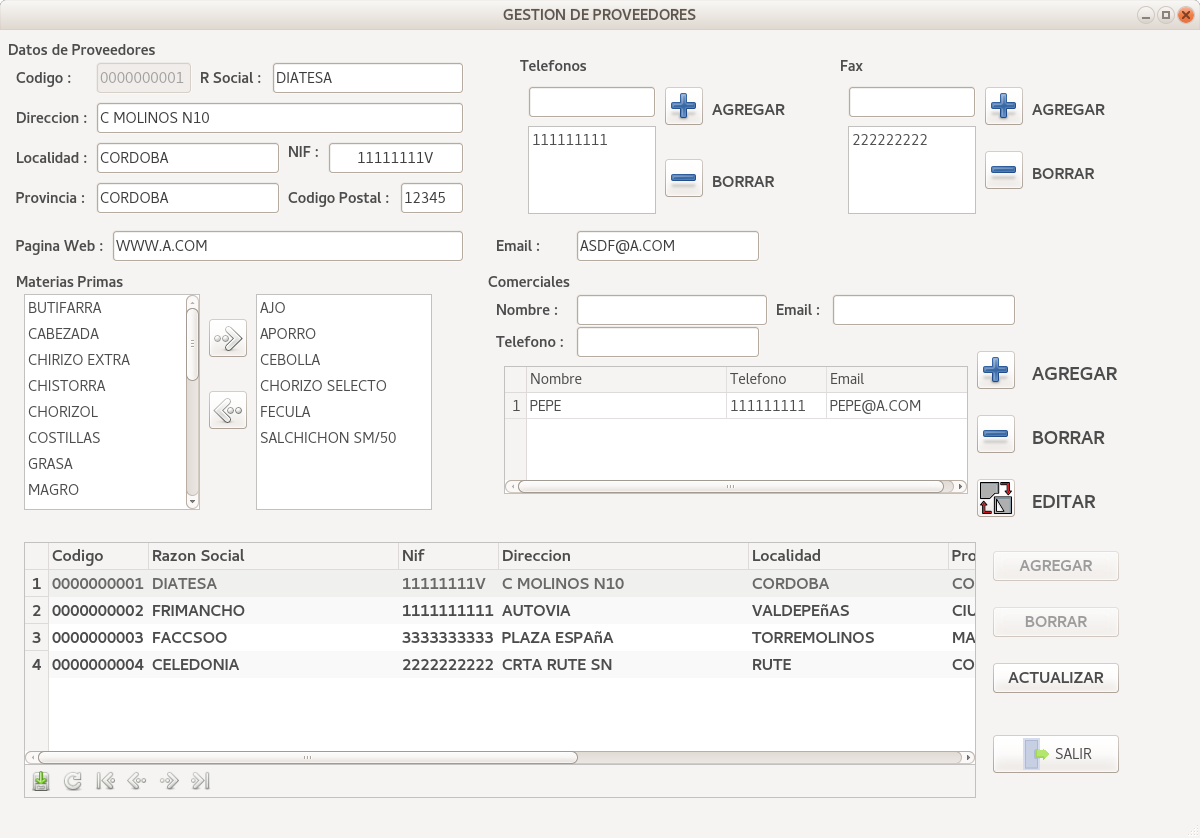 GESTION DE PROVEEDORES
Datos de Proveedores
Codigo : 0000000001 R Social : DIATESA
Direccion : C MOLINOS N10
Localidad : CORDOBA NIF : 11111111V
Provincia : CORDOBA Codigo Postal : 12345
Telefonos
AGREGAR
111111111
BORRAR
Fax
AGREGAR
222222222
BORRAR
Pagina Web : WWW.A.COM Email : ASDF@A.COM
Materias Primas
BUTIFARRA
CABEZADA
CHIRIZO EXTRA
CHISTORRA
CHORIZOL
COSTILLAS
GRASA
MAGRO
AJO
APORRO
CEBOLLA
CHORIZO SELECTO
FECULA
SALCHICHON SM/50
Comerciales
Nombre : Email :
Telefono :
Nombre Telefono Email
1 PEPE 111111111 PEPE@A.COM
AGREGAR
BORRAR
EDITAR
Codigo Razon Social Nif Direccion Localidad Pro
1 0000000001 DIATESA 11111111V C MOLINOS N10 CORDOBA CO
2 0000000002 FRIMANCHO 1111111111 AUTOVIA VALDEPEñAS CIU
3 0000000003 FACCSOO 3333333333 PLAZA ESPAñA TORREMOLINOS MA
4 0000000004 CELEDONIA 2222222222 CRTA RUTE SN RUTE CO
AGREGAR
BORRAR
ACTUALIZAR
SALIR